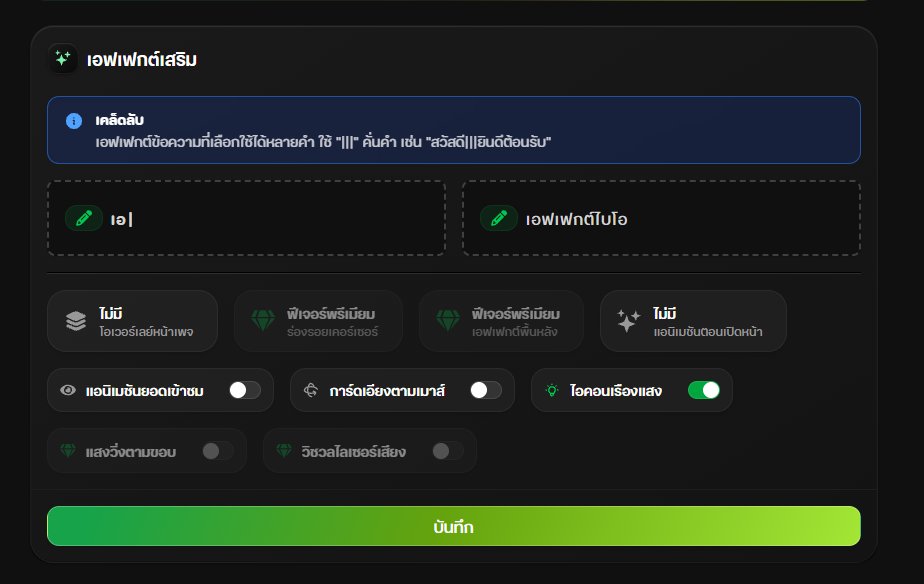 เอฟเฟกต์เสริม
เคล็ดลับ
เอฟเฟกต์ข้อความที่เลือกใช้ได้หลายคำ ใช้ "|||" คั่นคำ เช่น "สวัสดี|||ยินดีต้อนรับ"
เอ|
เอฟเฟกต์ไบโอ
ไม่มี
โอเวอร์เลย์หน้าเพจ
ฟีเจอร์พรีเมียม
ร่องรอยเคอร์เซอร์
ฟีเจอร์พรีเมียม
เอฟเฟกต์พื้นหลัง
ไม่มี
แอนิเมชันตอนเปิดหน้า
แอนิเมชันยอดเข้าชม
การ์ดเอียงตามเมาส์
ไอคอนเรืองแสง
แสงวิ่งตามขอบ
วิชวลไลเซอร์เสียง
บันทึก